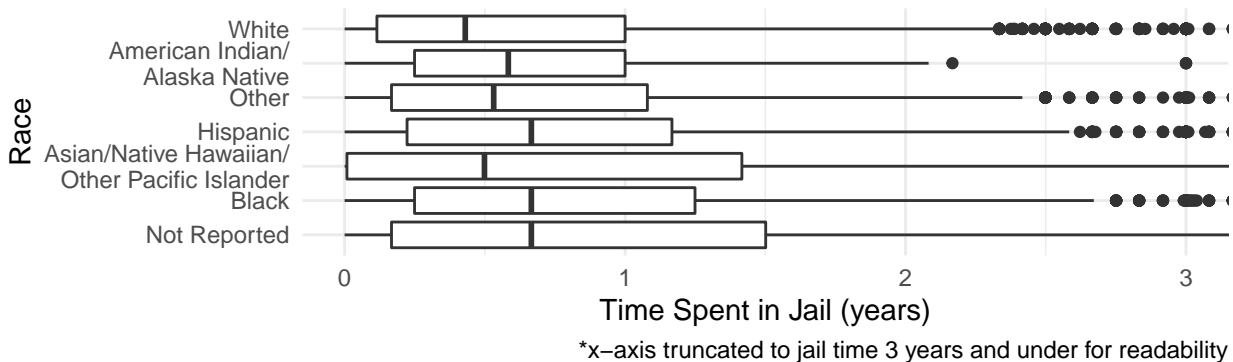 White
American Indian/
Alaska Native
Other
Hispanic
Asian/Native Hawaiian/
Other Pacific Islander
Black
Not Reported
Race
0 1 2 3
Time Spent in Jail (years)
*x−axis truncated to jail time 3 years and under for readability